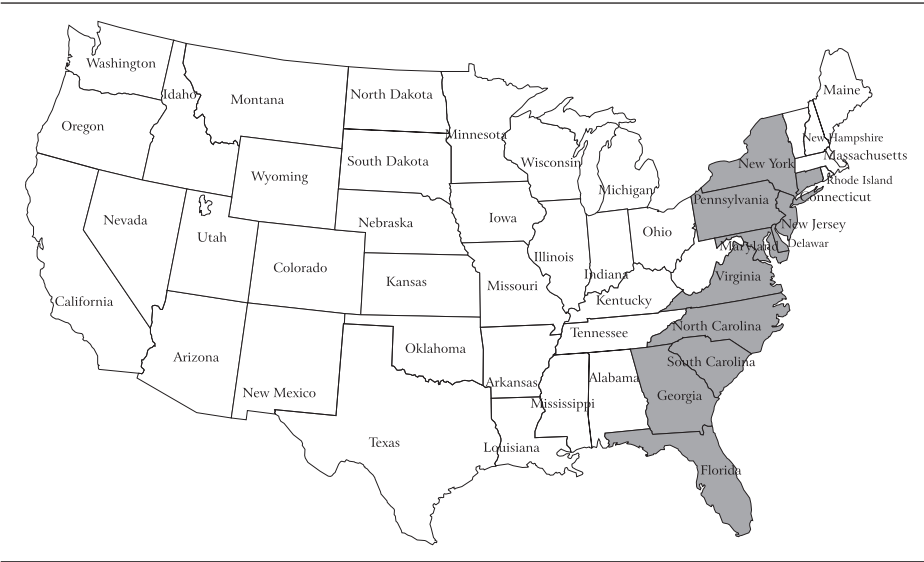 Washington
Idaho
Montana
North Dakota
Minnesota
Maine
Oregon
Wyoming
South Dakota
Wisconsin
Michigan
New York
New Hampshire
Massachusetts
Rhode Island
Connecticut
Nevada
Utah
Colorado
Nebraska
Iowa
Illinois
Indiana
Ohio
Pennsylvania
New Jersey
Maryland
Delawar
California
Kansas
Missouri
Kentucky
Virginia
Arizona
New Mexico
Oklahoma
Arkansas
Tennessee
North Carolina
South Carolina
Texas
Louisiana
Mississippi
Alabama
Georgia
Florida